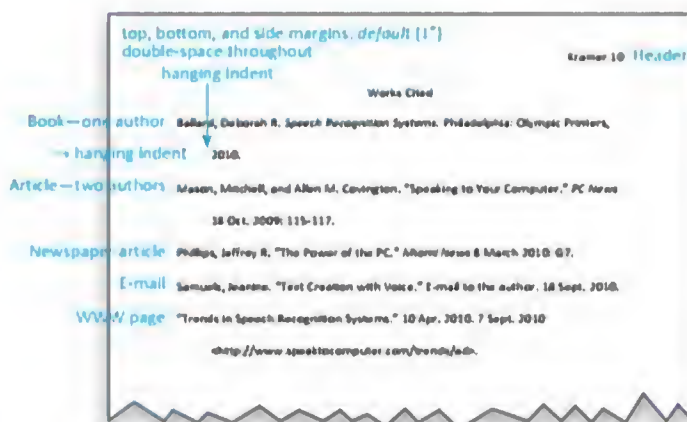 top, bottom, and side margins, default (1")
double-space throughout
hanging indent
Kramer 10 Header
Works Cited
Book—one author Ballard, Deborah R. Speech Recognition Systems. Philadelphia: Olympic Printers,
→ hanging indent 2010.
Article—two authors Mason, Mitchell, and Allen M. Covington. "Speaking to Your Computer." PC News
18 Oct. 2009: 115-117.
Newspaper article Phillips, Jeffrey R. "The Power of the PC." Miami News 8 March 2010: G7.
E-mail Samuels, Jeanine. "Text Creation with Voice." E-mail to the author. 18 Sept. 2010.
WWW page "Trends in Speech Recognition Systems." 10 Apr. 2010. 7 Sept. 2010